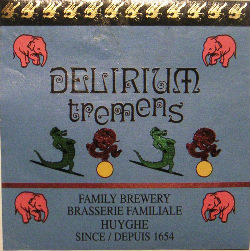 DELIRIUM
tremens
FAMILY BREWERY
BRASSERIE FAMILIALE
HUYGHE
SINCE / DEPUIS 1654